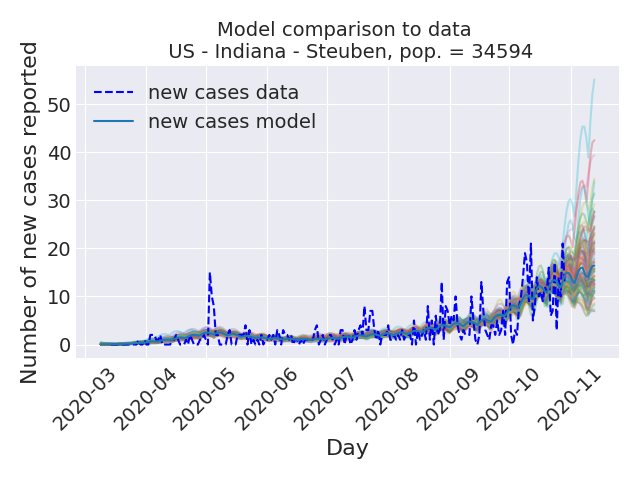 Model comparison to data
US - Indiana - Steuben, pop. = 34594
Number of new cases reported
50
40
30
20
10
0
new cases data
new cases model
2020-03
2020-04
2020-05
2020-06
2020-07
2020-08
2020-09
2020-10
2020-11
Day